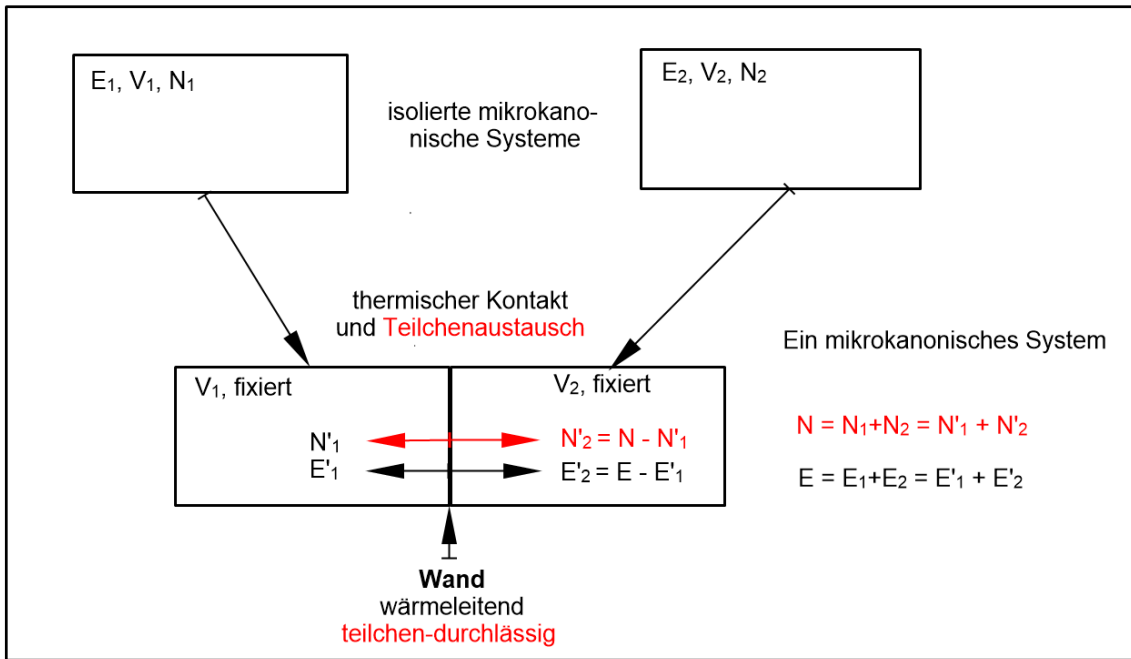 E₁, V₁, N₁
E₂, V₂, N₂
isolierte mikrokano-
nische Systeme
thermischer Kontakt
und Teilchenaustausch
Ein mikrokanonisches System
V₁, fixiert
V₂, fixiert
N'₁
N'₂ = N - N'₁
E'₁
E'₂ = E - E'₁
N = N₁+N₂ = N'₁ + N'₂
E = E₁+E₂ = E'₁ + E'₂
Wand
wärmeleitend
teilchen-durchlässig